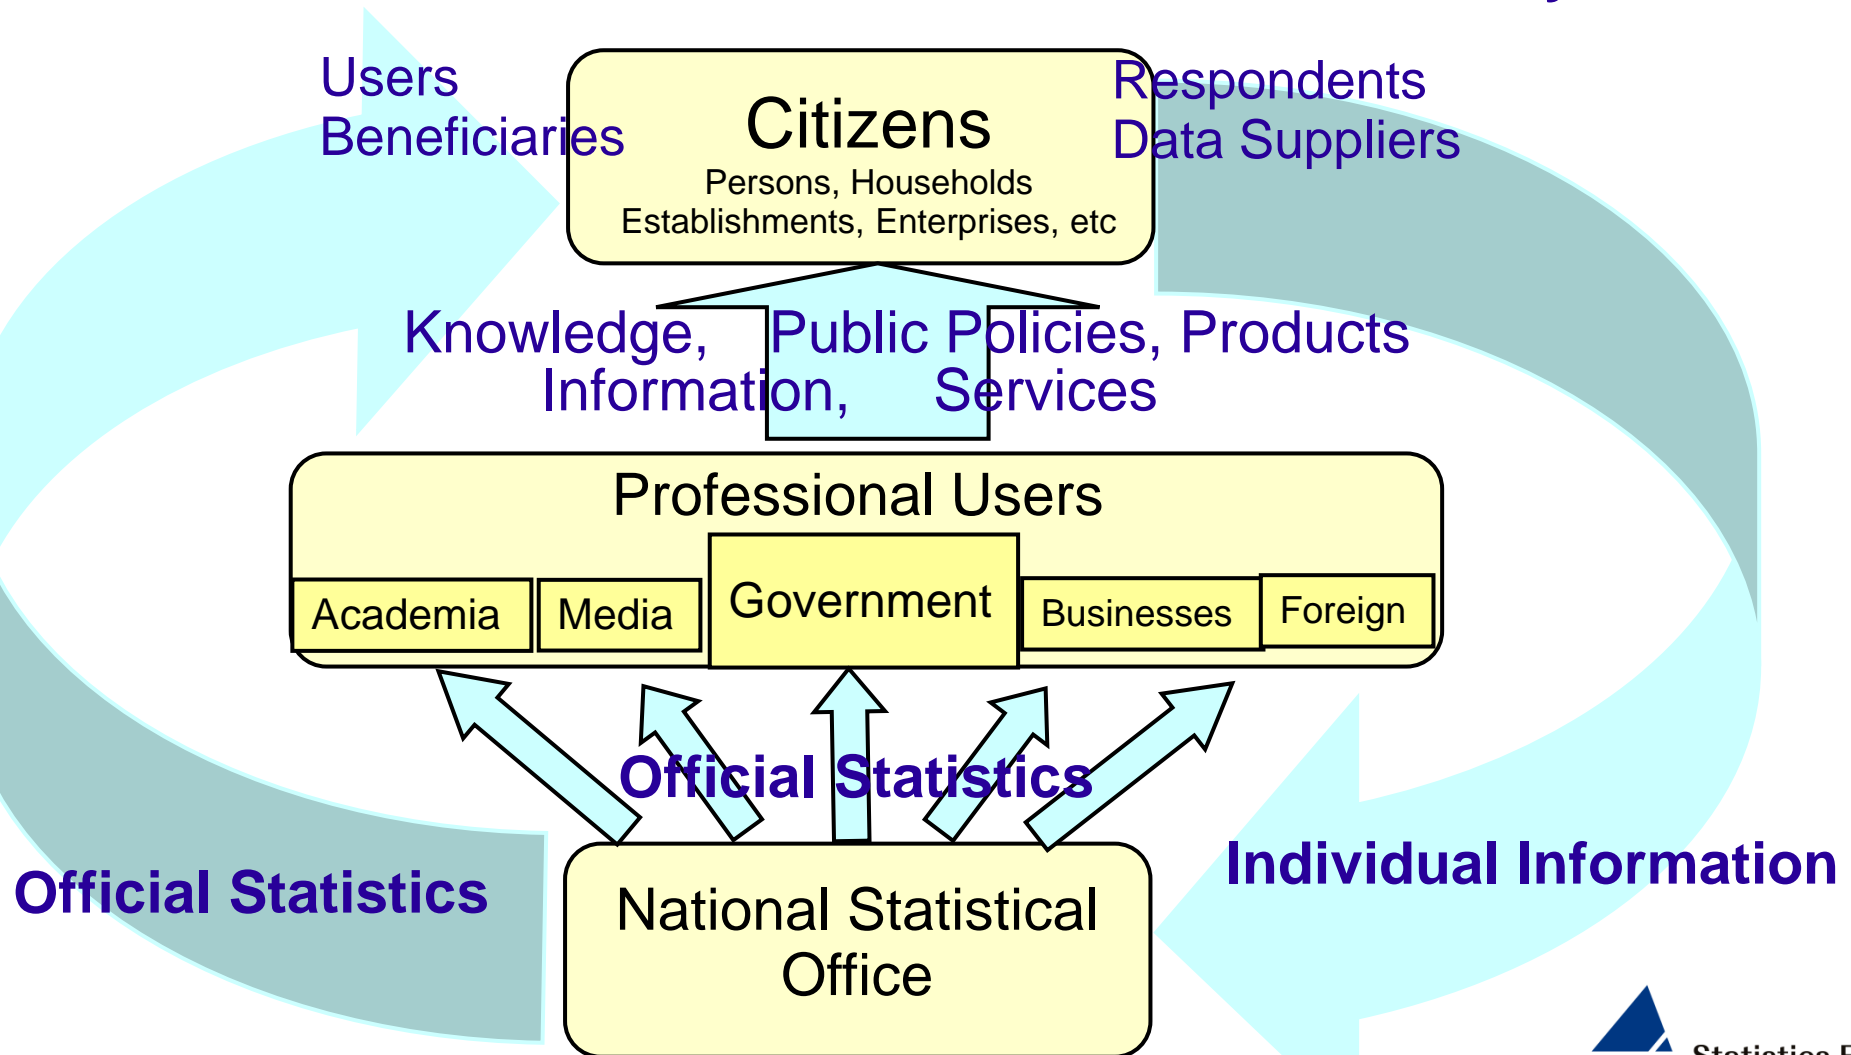 Users
Beneficiaries
Citizens
Persons, Households
Establishments, Enterprises, etc
Respondents
Data Suppliers
Knowledge, Public Policies, Products
Information, Services
Professional Users
Academia
Media
Government
Businesses
Foreign
Official Statistics
Official Statistics
Individual Information
National Statistical
Office